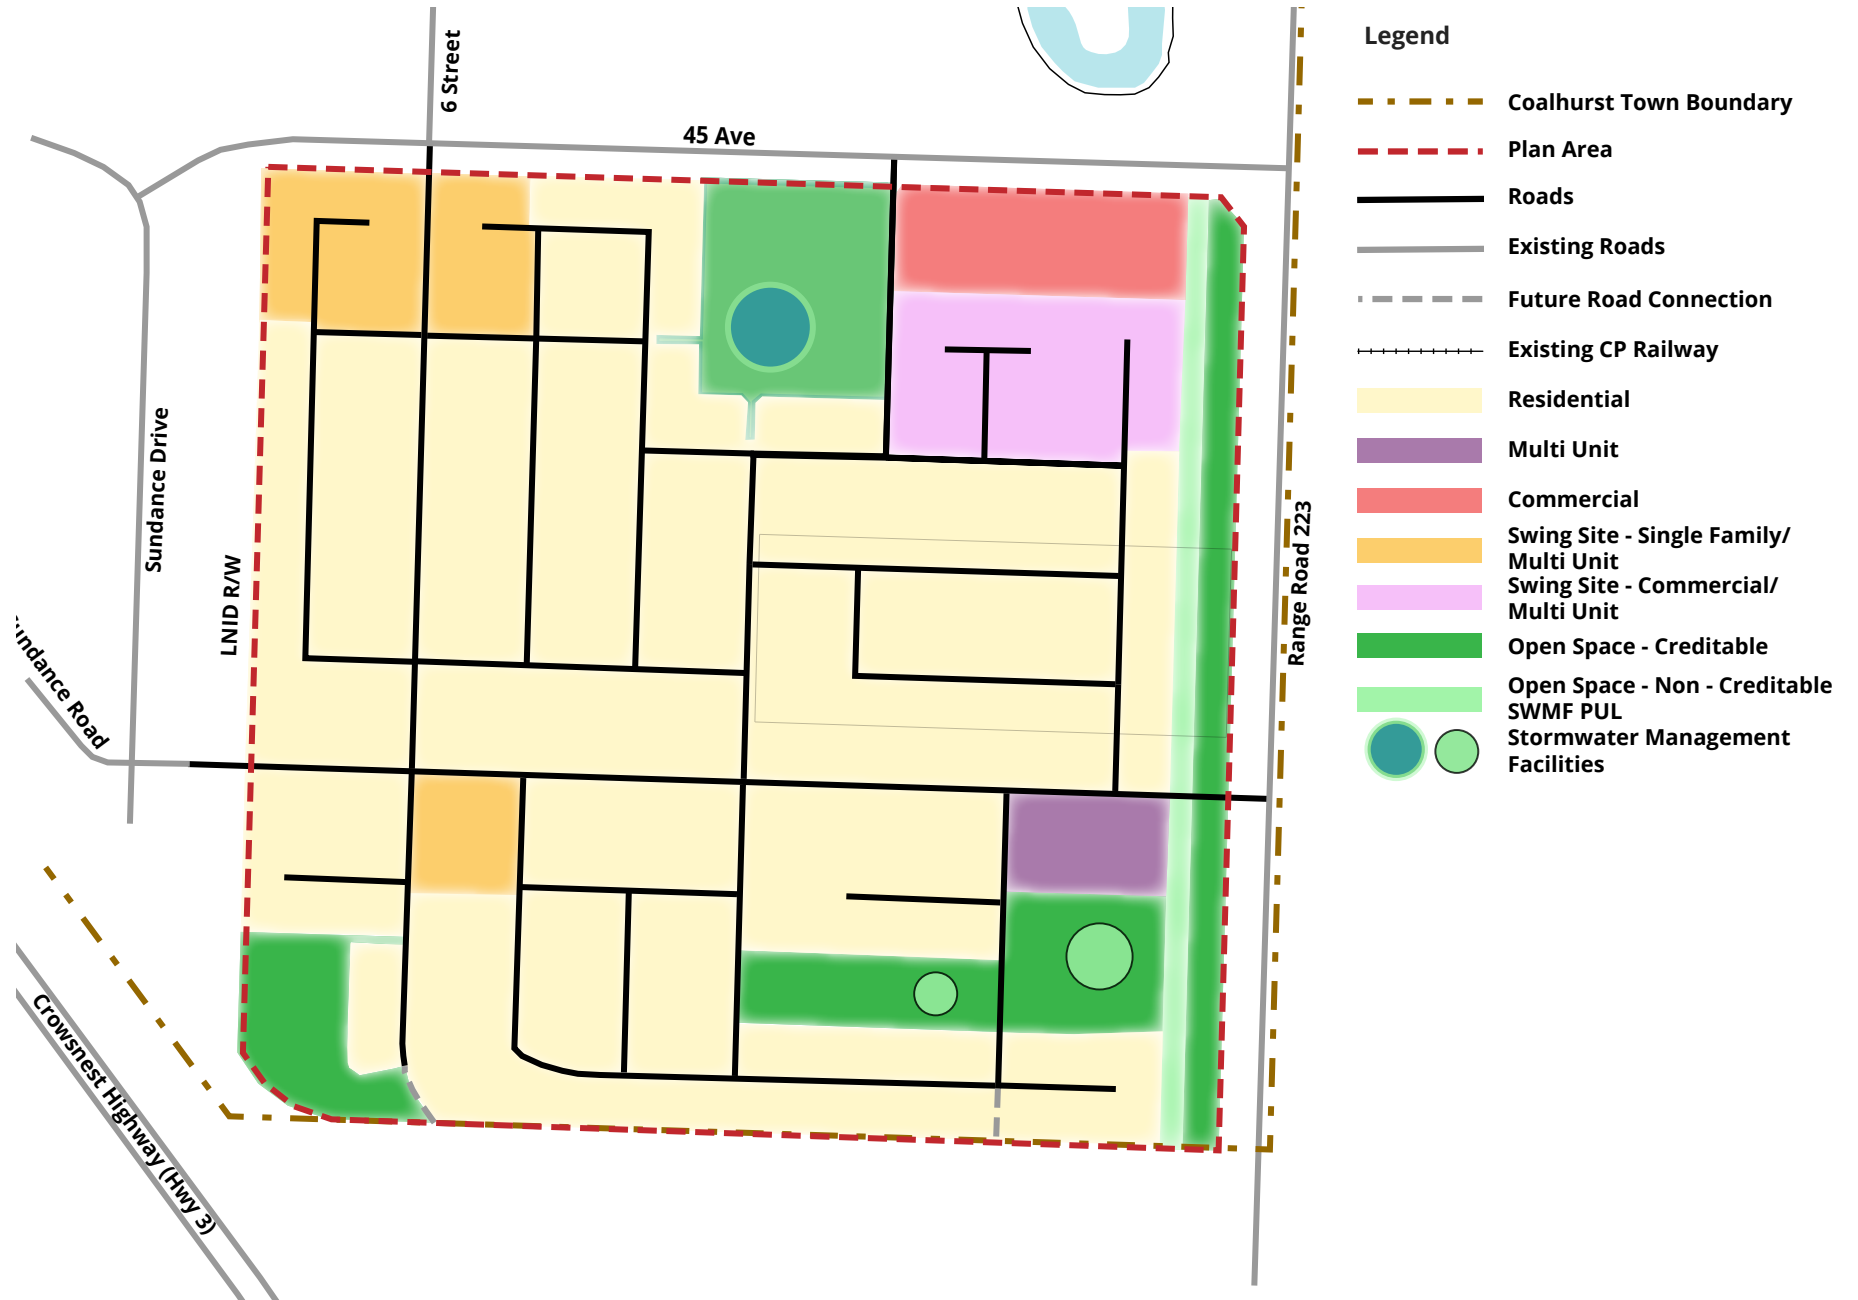 6 Street
45 Ave
Sundance Drive
LNID R/W
undance Road
Range Road 223
Crowsnest Highway (Hwy 3)
Legend
Coalhurst Town Boundary
Plan Area
Roads
Existing Roads
Future Road Connection
Existing CP Railway
Residential
Multi Unit
Commercial
Swing Site - Single Family/
Multi Unit
Swing Site - Commercial/
Multi Unit
Open Space - Creditable
Open Space - Non - Creditable
SWMF PUL
Stormwater Management
Facilities